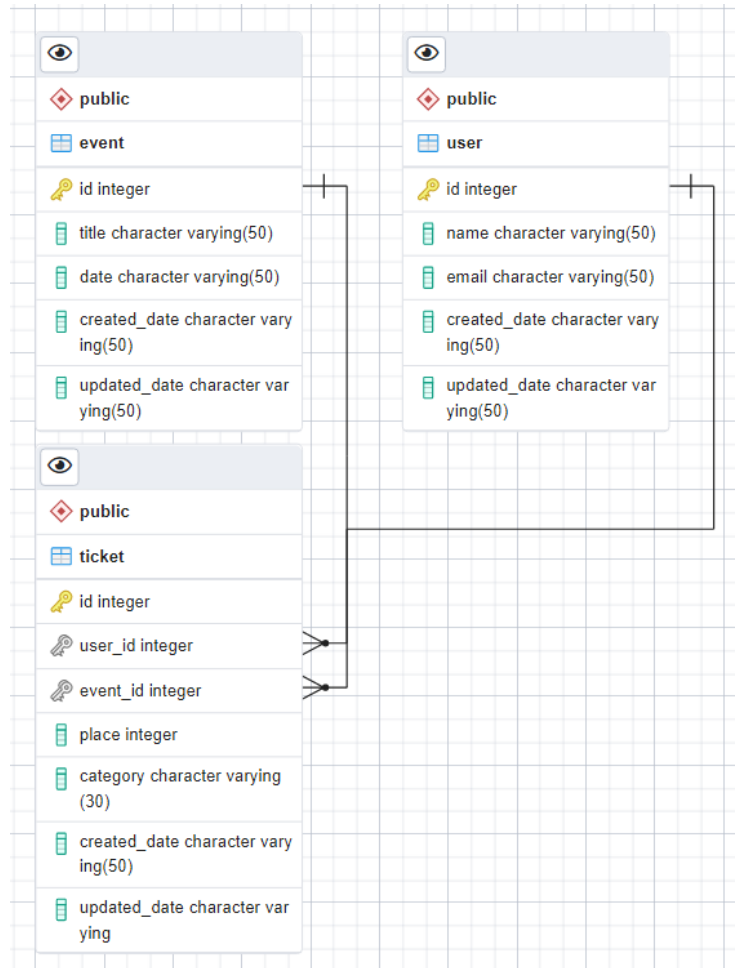 public
event
id integer
title character varying(50)
date character varying(50)
created_date character vary
ing(50)
updated_date character var
ying(50)
public
user
id integer
name character varying(50)
email character varying(50)
created_date character vary
ing(50)
updated_date character var
ying(50)
public
ticket
id integer
user_id integer
event_id integer
place integer
category character varying
(30)
created_date character vary
ing(50)
updated_date character var
ying